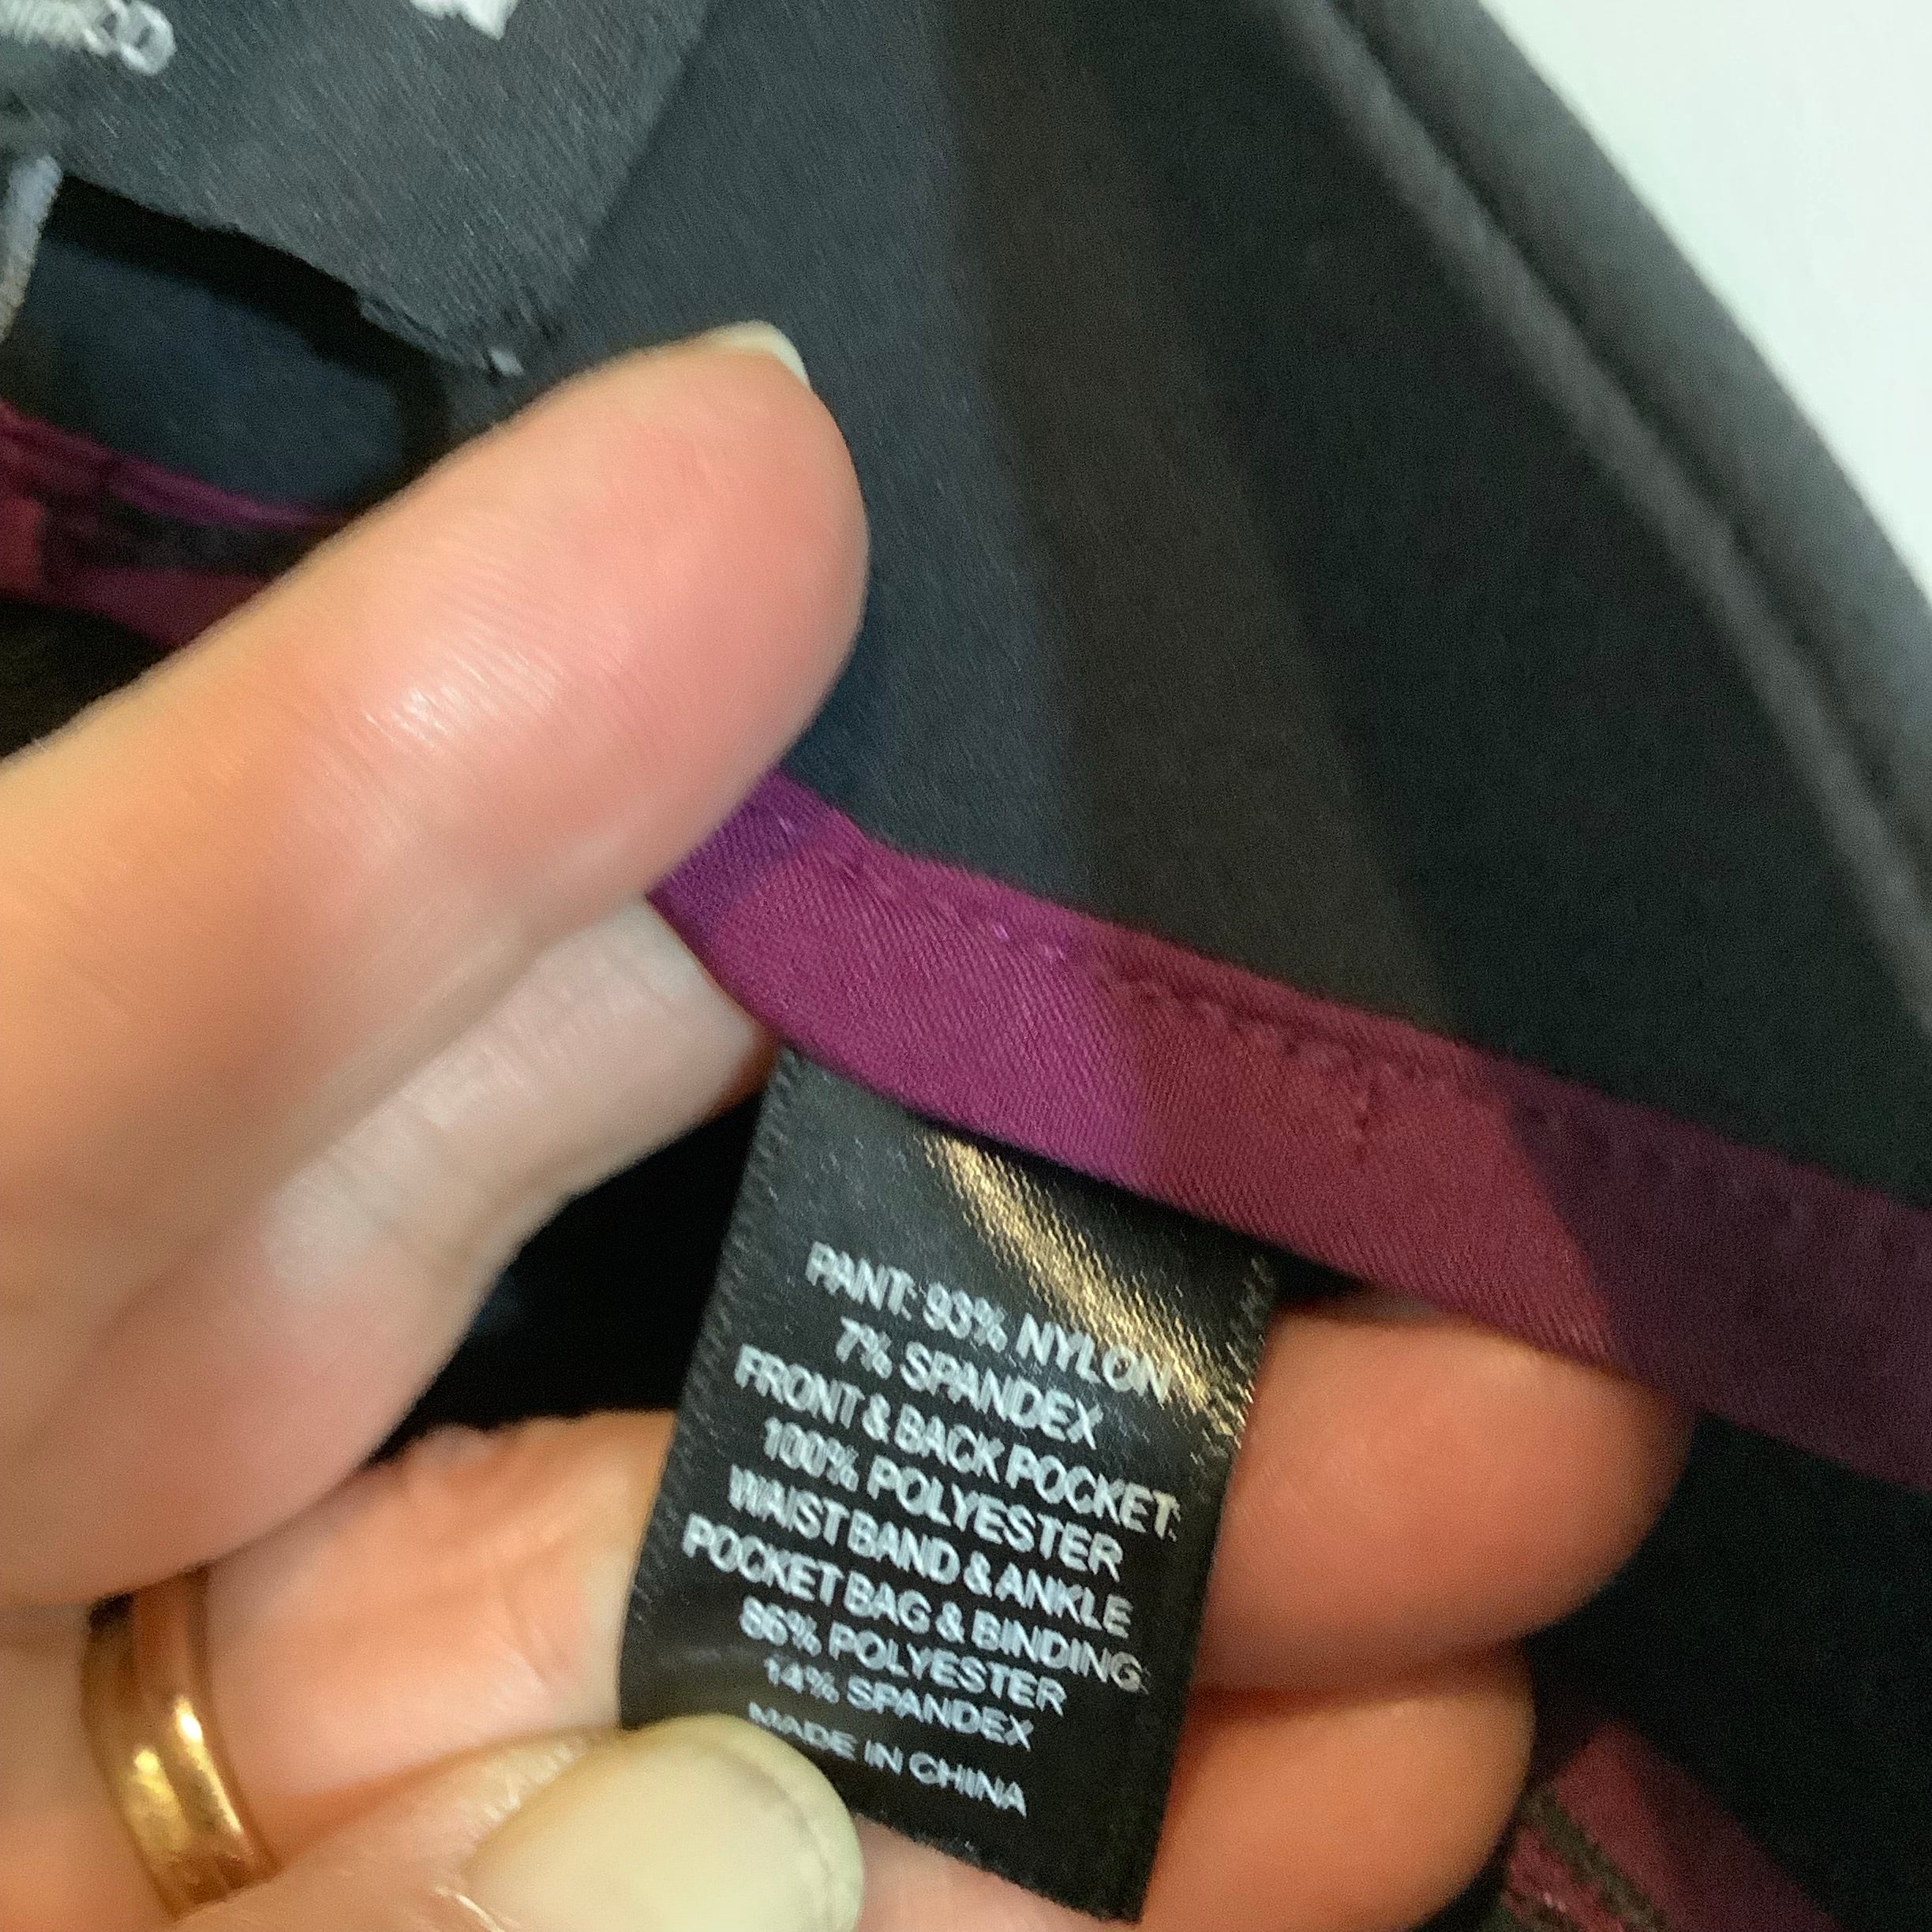 PANT: 93% NYLON
7% SPANDEX
FRONT & BACK POCKET:
100% POLYESTER
WAIST BAND & ANKLE
POCKET BAG & BINDING:
86% POLYESTER
14% SPANDEX
MADE IN CHINA